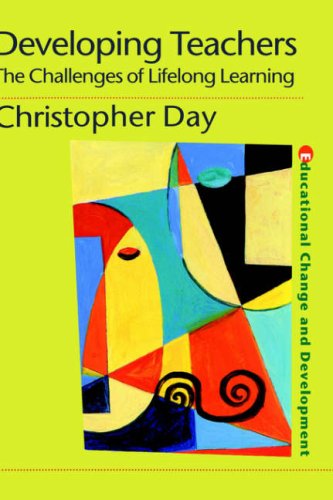 Developing Teachers
The Challenges of Lifelong Learning
Christopher Day
Educational Change and Development